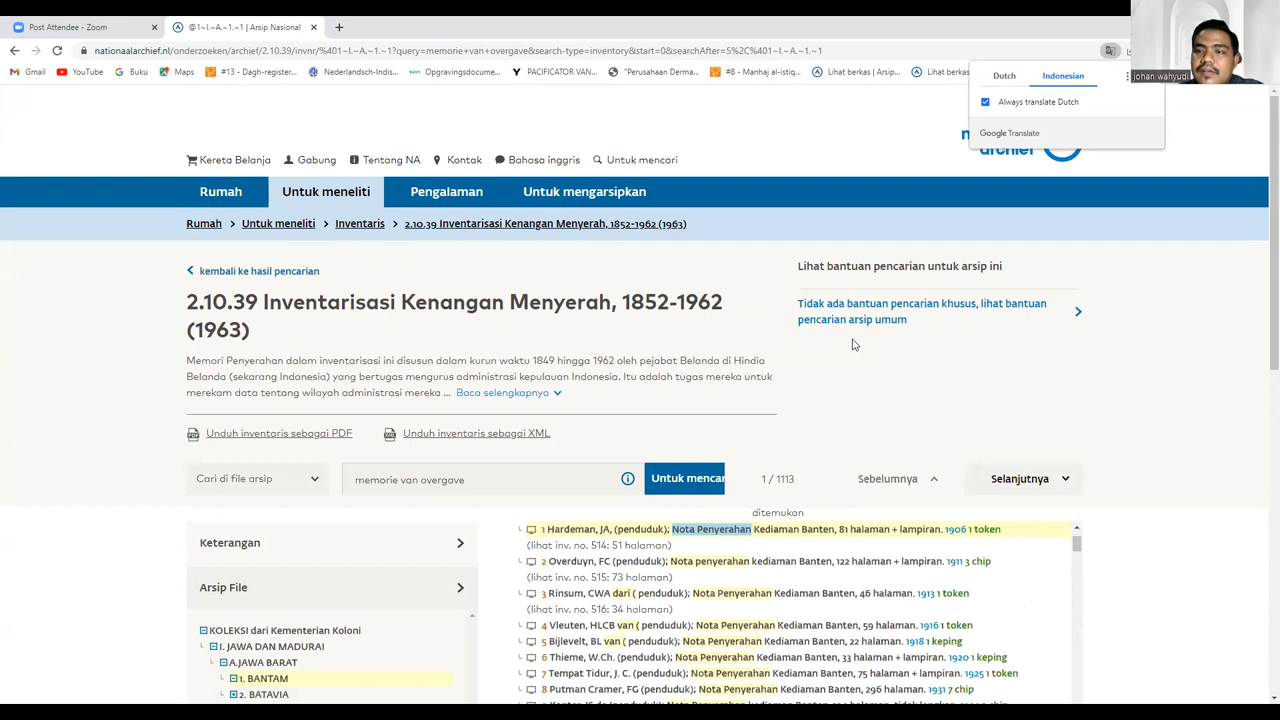 Post Attendee - Zoom
@1~I.~A.~1.~1 | Arsip Nasional
nationaalarchief.nl/onderzoeken/archief/2.10.39/invnr/%401~I.~A.~1.~1?query=memorie van+overgave&search-type=inventory&start=0&searchAfter=5%2C%401~I.~A.~1.~1
Gmail
YouTube
Buku
Maps
#13 - Dagh-register...
Nederlandsch-Indis...
Opgravingsdocume...
PACIFICATOR VAN...
"Perusahaan Derma...
#8 - Manhaj al-istiq...
Lihat berkas | Arsip...
Lihat berk
Dutch
Indonesian
Always translate Dutch
Google Translate
johan wahyudi
archief
Kereta Belanja
Gabung
Tentang NA
Kontak
Bahasa inggris
Untuk mencari
Rumah
Untuk meneliti
Pengalaman
Untuk mengarsipkan
Rumah > Untuk meneliti > Inventaris > 2.10.39 Inventarisasi Kenangan Menyerah, 1852-1962 (1963)
kembali ke hasil pencarian
Lihat bantuan pencarian untuk arsip ini
Tidak ada bantuan pencarian khusus, lihat bantuan
pencarian arsip umum
2.10.39 Inventarisasi Kenangan Menyerah, 1852-1962
(1963)
Memori Penyerahan dalam inventarisasi ini disusun dalam kurun waktu 1849 hingga 1962 oleh pejabat Belanda di Hindia
Belanda (sekarang Indonesia) yang bertugas mengurus administrasi kepulauan Indonesia. Itu adalah tugas mereka untuk
merekam data tentang wilayah administrasi mereka ... Baca selengkapnya
Unduh inventaris sebagai PDF
Unduh inventaris sebagai XML
Cari di file arsip
memorie van overgave
Untuk mencar
1 / 1113
Sebelumnya
Selanjutnya
ditemukan
Keterangan
Arsip File
KOLEKSI dari Kementerian Koloni
I. JAWA DAN MADURAI
A.JAWA BARAT
1. BANTAM
2. BATAVIA
1 Hardeman, JA, (penduduk); Nota Penyerahan Kediaman Banten, 81 halaman + lampiran. 1906 1 token
(lihat inv. no. 514: 51 halaman)
2 Overduyn, FC (penduduk); Nota penyerahan kediaman Banten, 122 halaman + lampiran. 1911 3 chip
(lihat inv. no. 515: 73 halaman)
3 Rinsum, CWA dari ( penduduk); Nota Penyerahan Kediaman Banten, 46 halaman. 1913 1 token
(lihat inv. no. 516: 34 halaman)
4 Vleuten, HLCB van ( penduduk); Nota Penyerahan Kediaman Banten, 59 halaman. 1916 1 token
5 Bijlevelt, BL van ( penduduk); Nota Penyerahan Kediaman Banten, 22 halaman. 1918 1 keping
6 Thieme, W.Ch. (penduduk); Nota Penyerahan Kediaman Banten, 33 halaman + lampiran. 1920 1 keping
7 Tempat Tidur, J. C. (penduduk); Nota Penyerahan Kediaman Banten, 75 halaman + lampiran. 1925 1 token
8 Putman Cramer, FG (penduduk); Nota Penyerahan Kediaman Banten, 296 halaman. 1931 7 chip